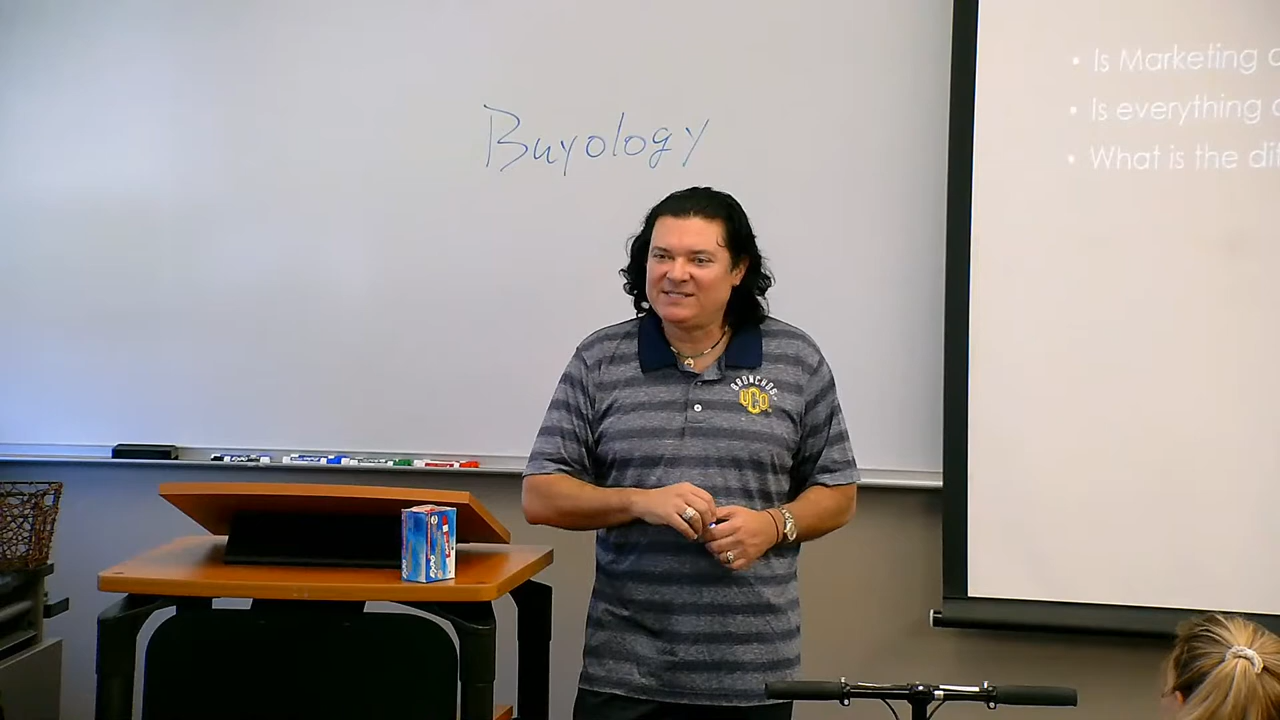 Buyology
• Is Marketing
• Is everything
• What is the
BRONCHOS
UCO